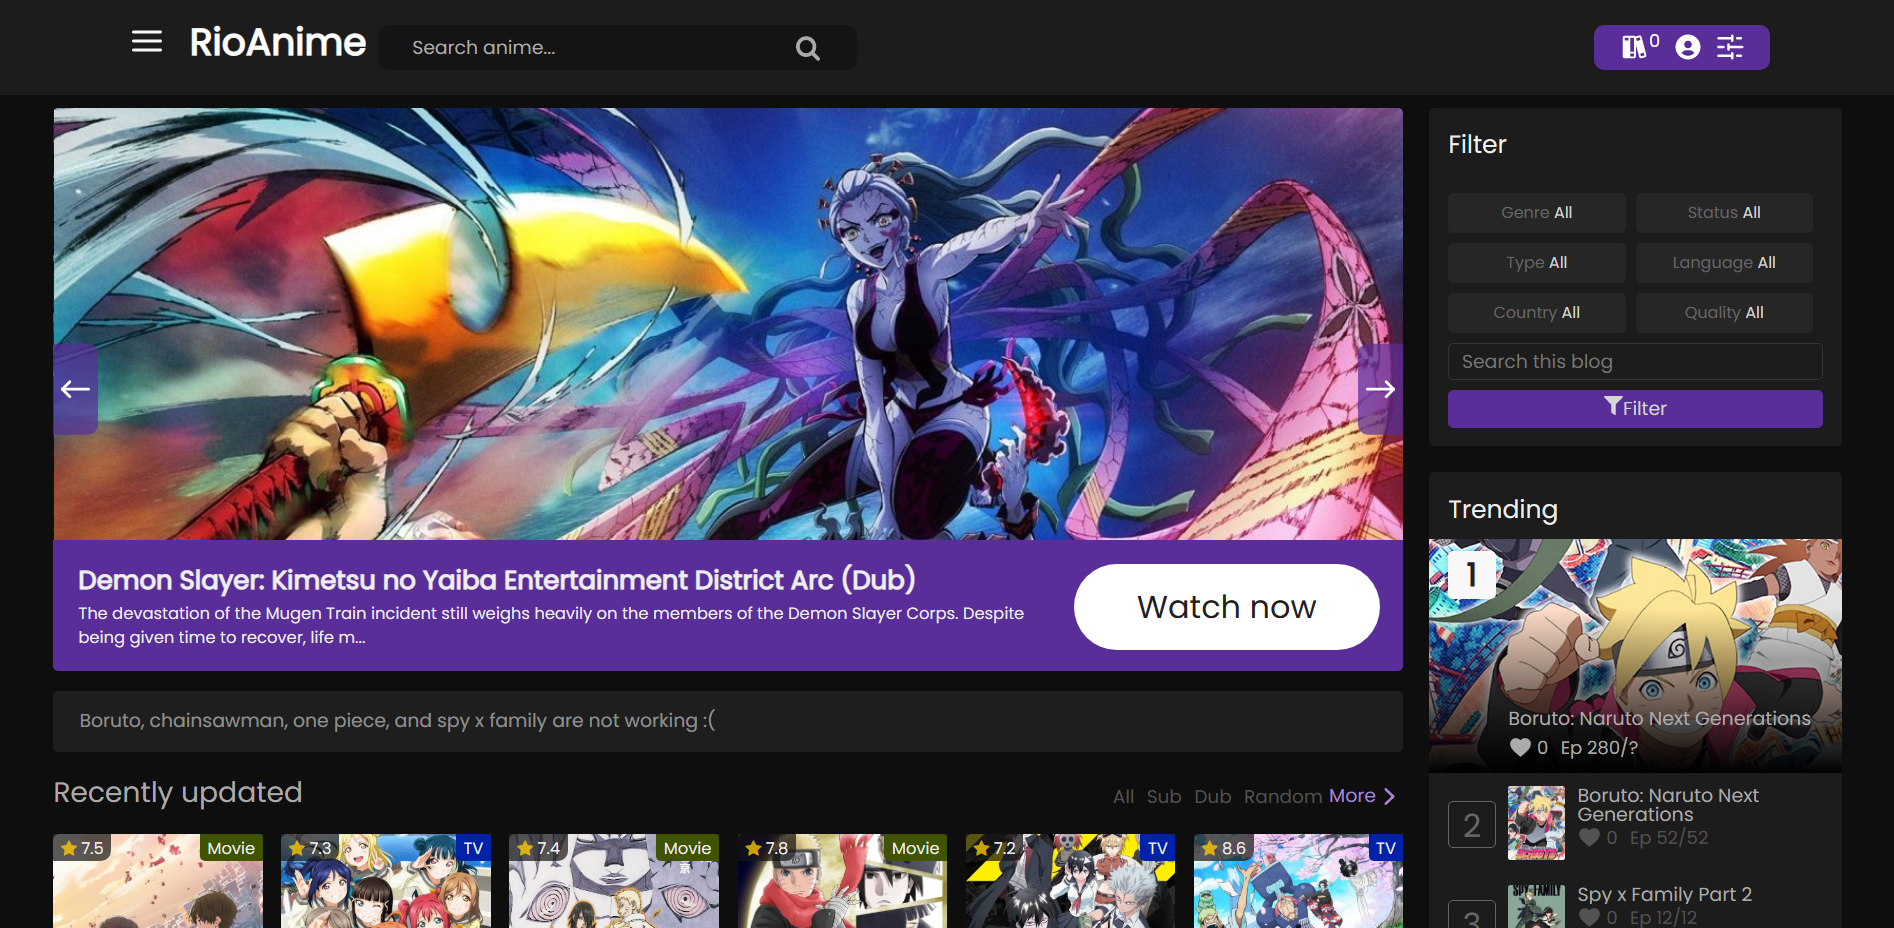 RioAnime
Search anime...
0
Demon Slayer: Kimetsu no Yaiba Entertainment District Arc (Dub)
The devastation of the Mugen Train incident still weighs heavily on the members of the Demon Slayer Corps. Despite
being given time to recover, life m...
Watch now
Boruto, chainsawman, one piece, and spy x family are not working :(
Recently updated
All Sub Dub Random More
7.5 Movie
7.3 TV
7.4 Movie
7.8 Movie
7.2 TV
8.6 TV
Filter
Genre All
Status All
Type All
Language All
Country All
Quality All
Search this blog
Filter
Trending
1
Boruto: Naruto Next Generations
0 Ep 280/?
2
Boruto: Naruto Next
Generations
0 Ep 52/52
3
Spy x Family Part 2
0 Ep 12/12